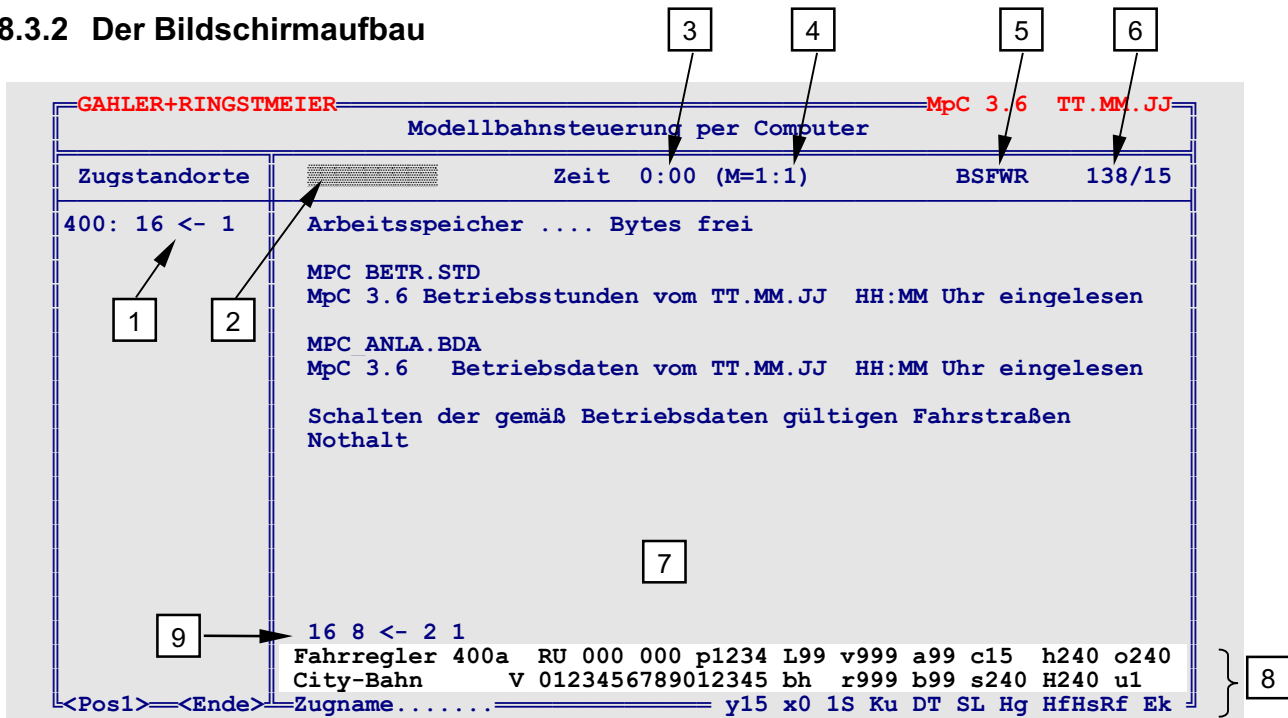 8.3.2 Der Bildschirmaufbau
3 4 5 6
GAHLER+RINGSTMEIER MpC 3.6 TT.MM.JJ
Modellbahnsteuerung per Computer
Zugstandorte Zeit 0:00 (M=1:1) BSFWR 138/15
400: 16 <- 1 Arbeitsspeicher .... Bytes frei
MPC BETR.STD
MpC 3.6 Betriebsstunden vom TT.MM.JJ HH:MM Uhr eingelesen
1 2
MPC_ANLA.BDA
MpC 3.6 Betriebsdaten vom TT.MM.JJ HH:MM Uhr eingelesen
Schalten der gemäß Betriebsdaten gültigen Fahrstraßen
Nothalt
7
9 16 8 <- 2 1
Fahrregler 400a RU 000 000 p1234 L99 v999 a99 c15 h240 o240
City-Bahn V 0123456789012345 bh r999 b99 s240 H240 u1
8
<Pos1> <Ende> Zugname....... y15 x0 1S Ku DT SL Hg HfHsRf Ek